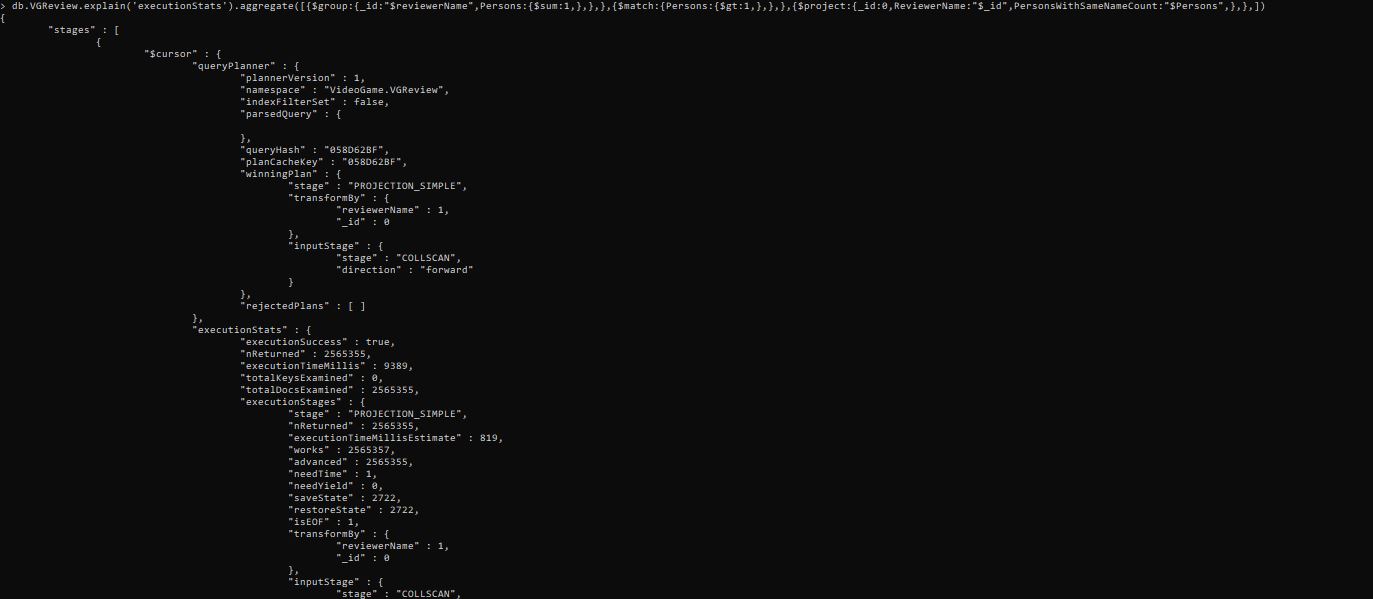 > db.VGReview.explain('executionStats').aggregate([{$group:{_id:"$reviewerName",Persons:{$sum:1,},},},{$match:{Persons:{$gt:1,},},},{$project:{_id:0,ReviewerName:"$_id",PersonsWithSameNameCount:"$Persons",},},])
{
"stages" : [
{
"$cursor" : {
"queryPlanner" : {
"plannerVersion" : 1,
"namespace" : "VideoGame.VGReview",
"indexFilterSet" : false,
"parsedQuery" : {
},
"queryHash" : "058D62BF",
"planCacheKey" : "058D62BF",
"winningPlan" : {
"stage" : "PROJECTION_SIMPLE",
"transformBy" : {
"reviewerName" : 1,
"_id" : 0
},
"inputStage" : {
"stage" : "COLLSCAN",
"direction" : "forward"
}
},
"rejectedPlans" : [ ]
},
"executionStats" : {
"executionSuccess" : true,
"nReturned" : 2565355,
"executionTimeMillis" : 9389,
"totalKeysExamined" : 0,
"totalDocsExamined" : 2565355,
"executionStages" : {
"stage" : "PROJECTION_SIMPLE",
"nReturned" : 2565355,
"executionTimeMillisEstimate" : 819,
"works" : 2565357,
"advanced" : 2565355,
"needTime" : 1,
"needYield" : 0,
"saveState" : 2722,
"restoreState" : 2722,
"isEOF" : 1,
"transformBy" : {
"reviewerName" : 1,
"_id" : 0
},
"inputStage" : {
"stage" : "COLLSCAN",